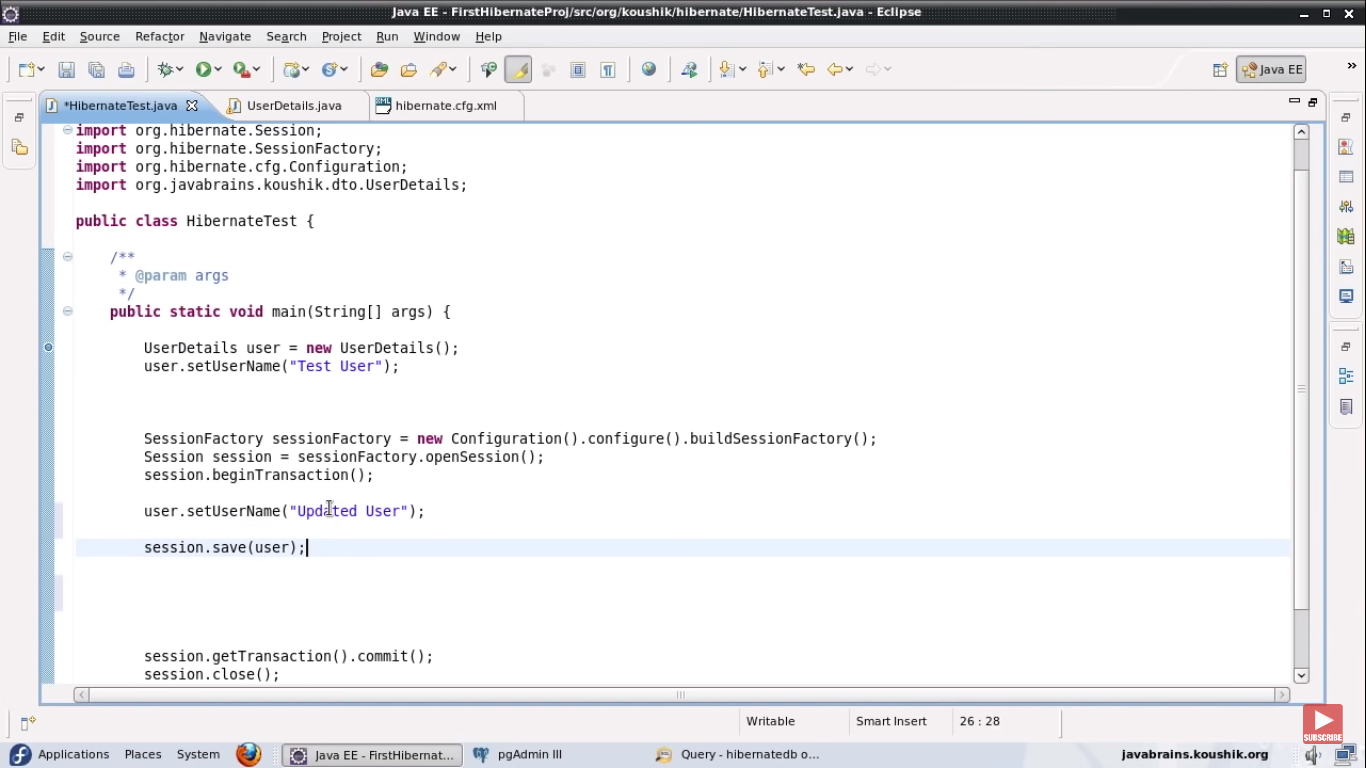 Java EE - FirstHibernateProj/src/org/koushik/hibernate/HibernateTest.java - Eclipse
File Edit Source Refactor Navigate Search Project Run Window Help
Java EE
»
*HibernateTest.java UserDetails.java hibernate.cfg.xml
import org.hibernate.Session;
import org.hibernate.SessionFactory;
import org.hibernate.cfg.Configuration;
import org.javabrains.koushik.dto.UserDetails;
public class HibernateTest {
/**
* @param args
*/
public static void main(String[] args) {
UserDetails user = new UserDetails();
user.setUserName("Test User");
SessionFactory sessionFactory = new Configuration().configure().buildSessionFactory();
Session session = sessionFactory.openSession();
session.beginTransaction();
user.setUserName("Updated User");
session.save(user);
session.getTransaction().commit();
session.close();
Writable Smart Insert 26 : 28
SUBSCRIBE
Applications Places System Java EE - FirstHibernat... pgAdmin III Query - hibernatedb o... javabrains.koushik.org